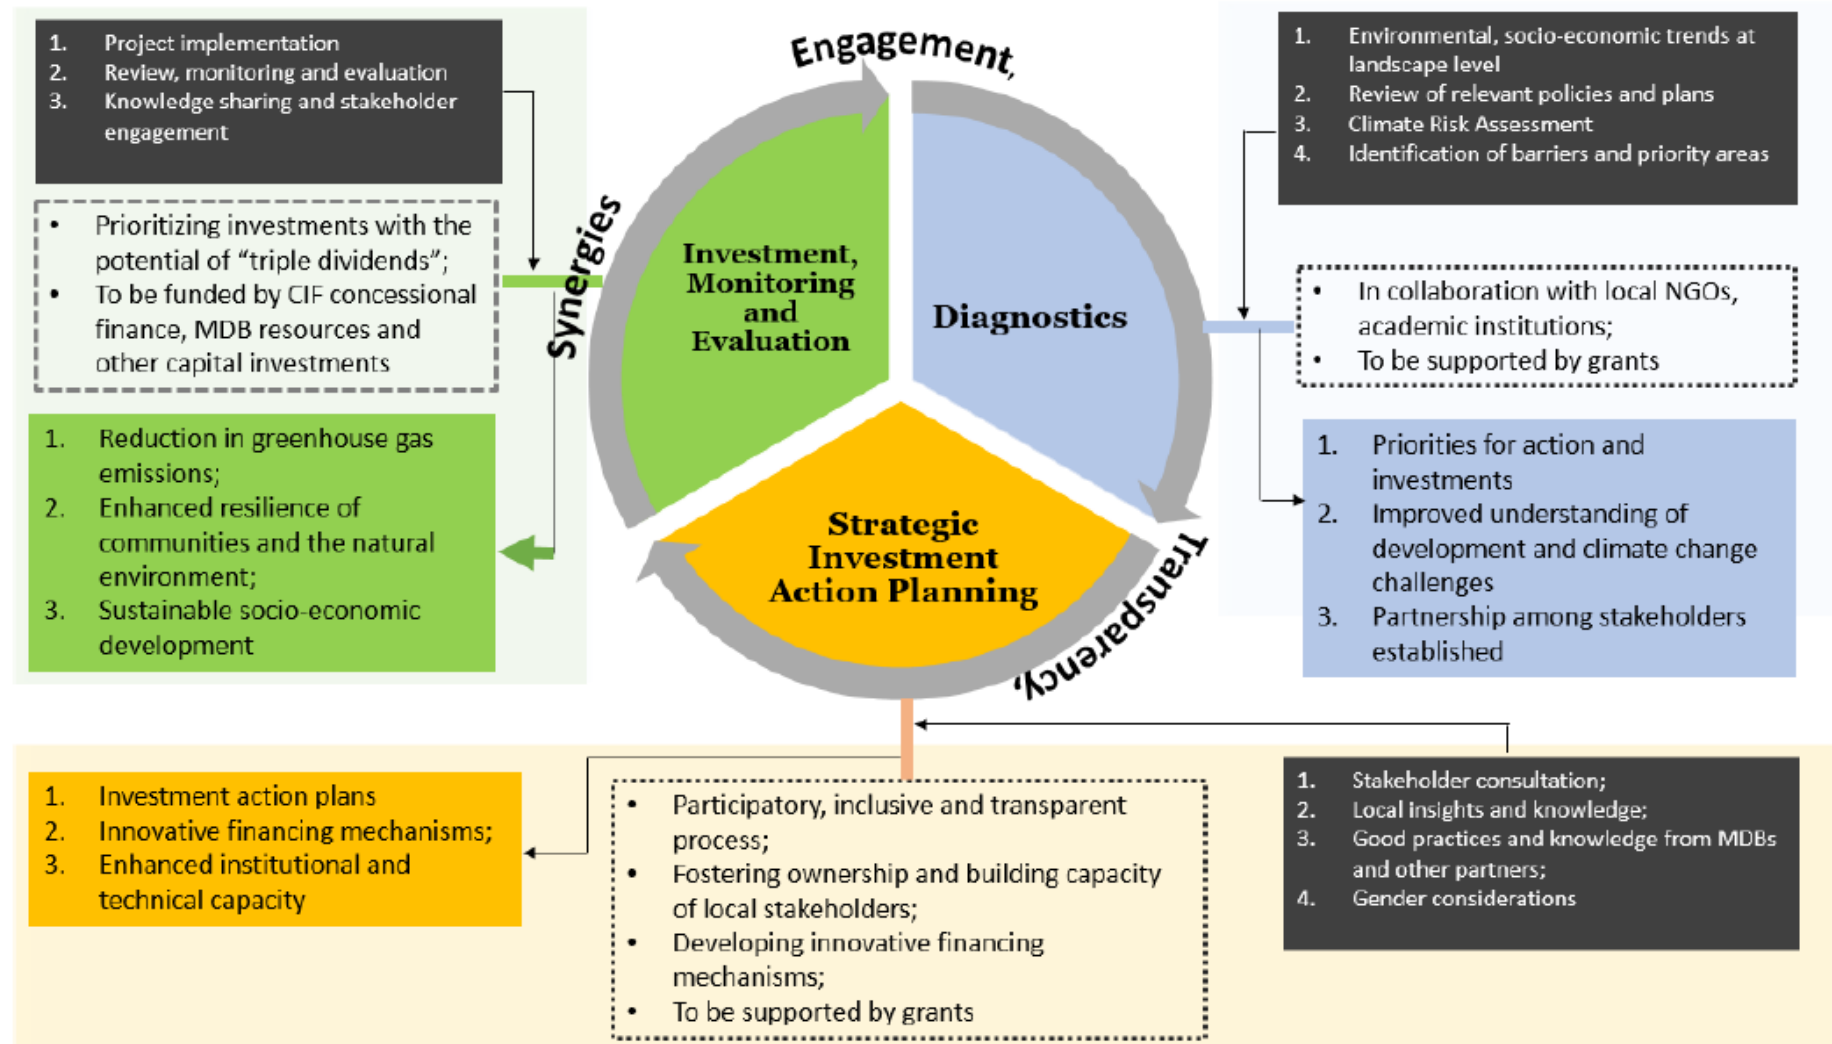 1. Project implementation
2. Review, monitoring and evaluation
3. Knowledge sharing and stakeholder
engagement
• Prioritizing investments with the
potential of “triple dividends”;
• To be funded by CIF concessional
finance, MDB resources and
other capital investments
1. Reduction in greenhouse gas
emissions;
2. Enhanced resilience of
communities and the natural
environment;
3. Sustainable socio-economic
development
Engagement,
Transparency,
Synergies
Investment,
Monitoring
and
Evaluation
Diagnostics
Strategic
Investment
Action Planning
1. Environmental, socio-economic trends at
landscape level
2. Review of relevant policies and plans
3. Climate Risk Assessment
4. Identification of barriers and priority areas
• In collaboration with local NGOs,
academic institutions;
• To be supported by grants
1. Priorities for action and
investments
2. Improved understanding of
development and climate change
challenges
3. Partnership among stakeholders
established
1. Investment action plans
2. Innovative financing mechanisms;
3. Enhanced institutional and
technical capacity
• Participatory, inclusive and transparent
process;
• Fostering ownership and building capacity
of local stakeholders;
• Developing innovative financing
mechanisms;
• To be supported by grants
1. Stakeholder consultation;
2. Local insights and knowledge;
3. Good practices and knowledge from MDBs
and other partners;
4. Gender considerations